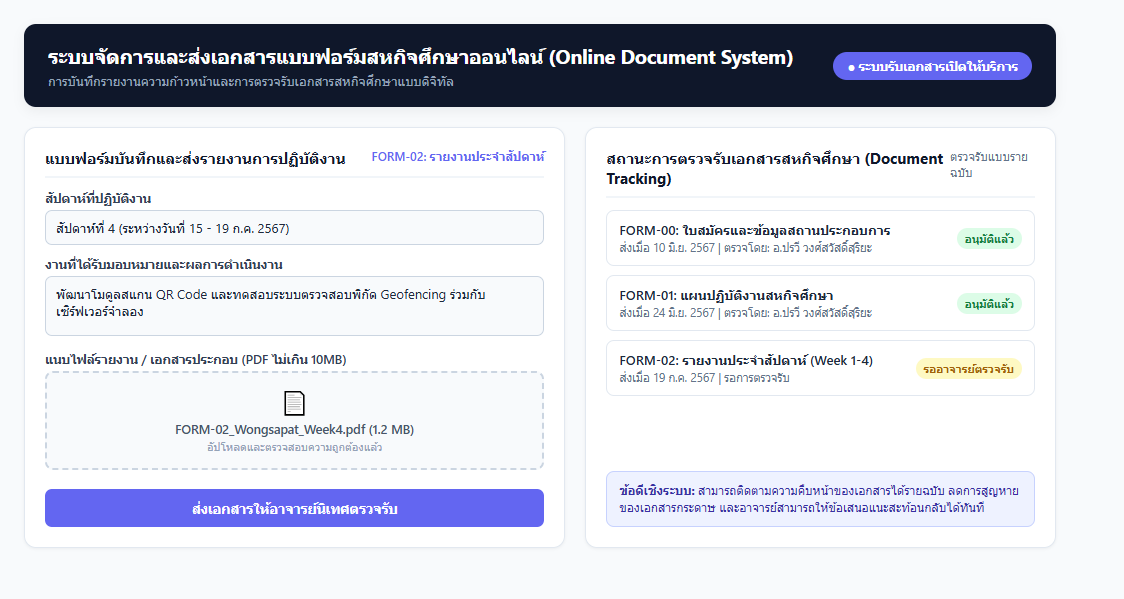 ระบบจัดการและส่งเอกสารแบบฟอร์มสหกิจศึกษาออนไลน์ (Online Document System)
การบันทึกรายงานความก้าวหน้าและการตรวจรับเอกสารสหกิจศึกษาแบบดิจิทัล
● ระบบรับเอกสารเปิดให้บริการ
แบบฟอร์มบันทึกและส่งรายงานการปฏิบัติงาน
FORM-02: รายงานประจำสัปดาห์
สัปดาห์ที่ปฏิบัติงาน
สัปดาห์ที่ 4 (ระหว่างวันที่ 15 - 19 ก.ค. 2567)
งานที่ได้รับมอบหมายและผลการดำเนินงาน
พัฒนาโมดูลสแกน QR Code และทดสอบระบบตรวจสอบพิกัด Geofencing ร่วมกับ
เซิร์ฟเวอร์จำลอง
แนบไฟล์รายงาน / เอกสารประกอบ (PDF ไม่เกิน 10MB)
FORM-02_Wongsapat_Week4.pdf (1.2 MB)
อัปโหลดและตรวจสอบความถูกต้องแล้ว
ส่งเอกสารให้อาจารย์นิเทศตรวจรับ
สถานะการตรวจรับเอกสารสหกิจศึกษา (Document
Tracking)
ตรวจรับแบบราย
ฉบับ
FORM-00: ใบสมัครและข้อมูลสถานประกอบการ
ส่งเมื่อ 10 มิ.ย. 2567 | ตรวจโดย: อ.ปรวี วงศ์สวัสดิ์สุริยะ
อนุมัติแล้ว
FORM-01: แผนปฏิบัติงานสหกิจศึกษา
ส่งเมื่อ 24 มิ.ย. 2567 | ตรวจโดย: อ.ปรวี วงศ์สวัสดิ์สุริยะ
อนุมัติแล้ว
FORM-02: รายงานประจำสัปดาห์ (Week 1-4)
ส่งเมื่อ 19 ก.ค. 2567 | รอการตรวจรับ
รออาจารย์ตรวจรับ
ข้อดีเชิงระบบ: สามารถติดตามความคืบหน้าของเอกสารได้รายฉบับ ลดการสูญหาย
ของเอกสารกระดาษ และอาจารย์สามารถให้ข้อเสนอแนะสะท้อนกลับได้ทันที